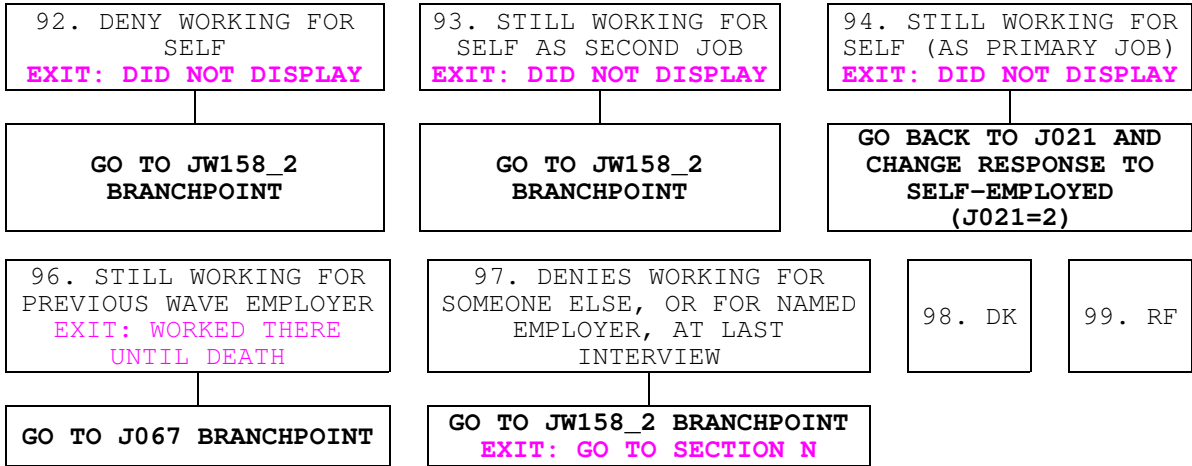 92. DENY WORKING FOR
SELF
EXIT: DID NOT DISPLAY
93. STILL WORKING FOR
SELF AS SECOND JOB
EXIT: DID NOT DISPLAY
94. STILL WORKING FOR
SELF (AS PRIMARY JOB)
EXIT: DID NOT DISPLAY
GO TO JW158_2
BRANCHPOINT
GO TO JW158_2
BRANCHPOINT
GO BACK TO J021 AND
CHANGE RESPONSE TO
SELF-EMPLOYED
(J021=2)
96. STILL WORKING FOR
PREVIOUS WAVE EMPLOYER
EXIT: WORKED THERE
UNTIL DEATH
97. DENIES WORKING FOR
SOMEONE ELSE, OR FOR NAMED
EMPLOYER, AT LAST
INTERVIEW
98. DK
99. RF
GO TO J067 BRANCHPOINT
GO TO JW158_2 BRANCHPOINT
EXIT: GO TO SECTION N